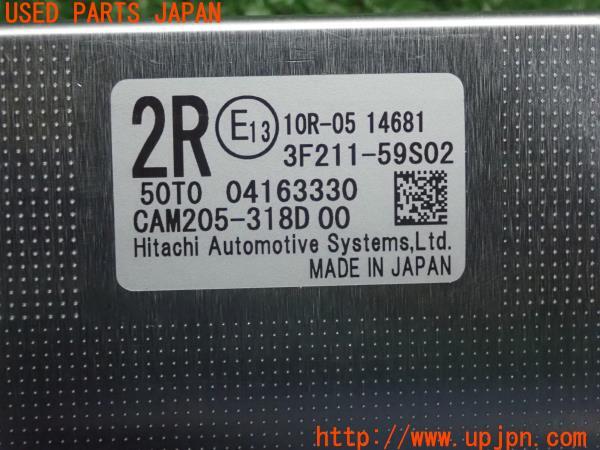 USED PARTS JAPAN
2R E13 10R-05 14681
3F211-59S02
50T0 04163330
CAM205-318D 00
Hitachi Automotive Systems,Ltd.
MADE IN JAPAN
www.upjpn.com